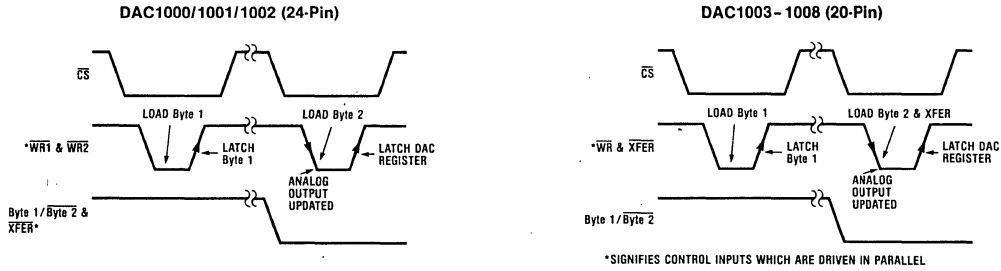 DAC1000/1001/1002 (24-Pin)
CS
LOAD Byte 1
LOAD Byte 2
*WR1 & WR2
LATCH
Byte 1
LATCH DAC
REGISTER
ANALOG
OUTPUT
UPDATED
Byte 1/Byte 2 &
XFER*
DAC1003-1008 (20-Pin)
CS
LOAD Byte 1
LOAD Byte 2 & XFER
*WR & XFER
LATCH
Byte 1
LATCH DAC
REGISTER
ANALOG
OUTPUT
UPDATED
Byte 1/Byte 2
*SIGNIFIES CONTROL INPUTS WHICH ARE DRIVEN IN PARALLEL